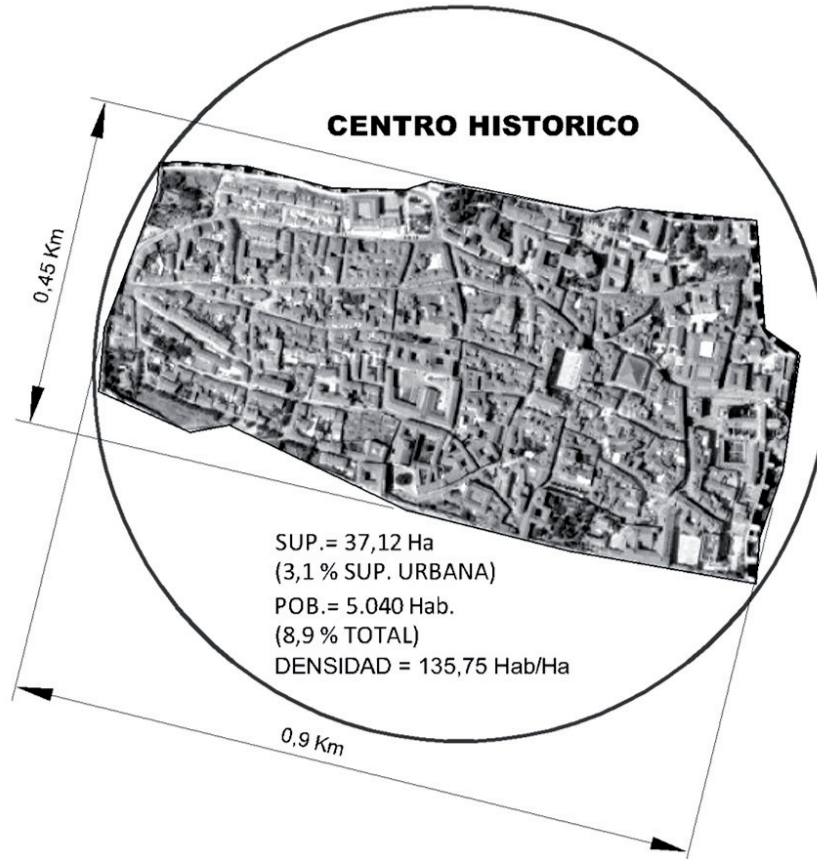 CENTRO HISTORICO
0,45 Km
SUP.= 37,12 Ha
(3,1 % SUP. URBANA)
POB.= 5.040 Hab.
(8,9 % TOTAL)
DENSIDAD = 135,75 Hab/Ha
0,9 Km